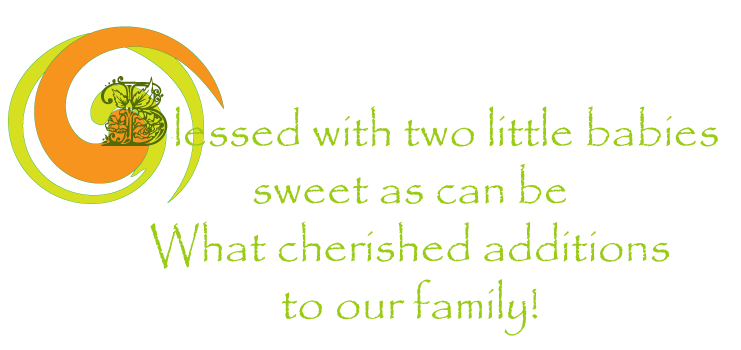 Blessed with two little babies
sweet as can be
What cherished additions
to our family!